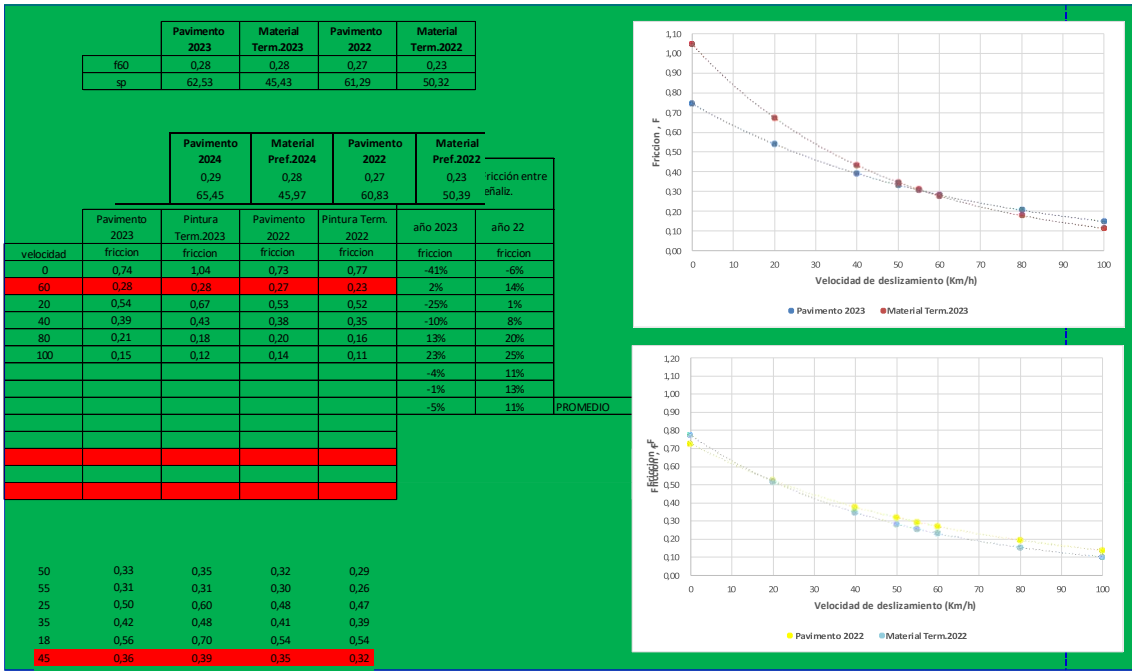 Pavimento 2023 Material Term.2023 Pavimento 2022 Material Term.2022
f60 0,28 0,28 0,27 0,23
sp 62,53 45,43 61,29 50,32
Pavimento 2024 Material Pref.2024 Pavimento 2022 Material Pref.2022
0,29 0,28 0,27 0,23
65,45 45,97 60,83 50,39
fricción entre
eñaliz.
Pavimento 2023 Pintura Term.2023 Pavimento 2022 Pintura Term. 2022 año 2023 año 22
velocidad friccion friccion friccion friccion friccion friccion
0 0,74 1,04 0,73 0,77 -41% -6%
60 0,28 0,28 0,27 0,23 2% 14%
20 0,54 0,67 0,53 0,52 -25% 1%
40 0,39 0,43 0,38 0,35 -10% 8%
80 0,21 0,18 0,20 0,16 13% 20%
100 0,15 0,12 0,14 0,11 23% 25%
-4% 11%
-1% 13%
-5% 11% PROMEDIO
50 0,33 0,35 0,32 0,29
55 0,31 0,31 0,30 0,26
25 0,50 0,60 0,48 0,47
35 0,42 0,48 0,41 0,39
18 0,56 0,70 0,54 0,54
45 0,36 0,39 0,35 0,32
Friccion , F
1,10
1,00
0,90
0,80
0,70
0,60
0,50
0,40
0,30
0,20
0,10
0,00
0 10 20 30 40 50 60 70 80 90 100
Velocidad de deslizamiento (Km/h)
Pavimento 2023 Material Term.2023
Friccion , F
1,20
1,10
1,00
0,90
0,80
0,70
0,60
0,50
0,40
0,30
0,20
0,10
0,00
0 10 20 30 40 50 60 70 80 90 100
Velocidad de deslizamiento (Km/h)
Pavimento 2022 Material Term.2022